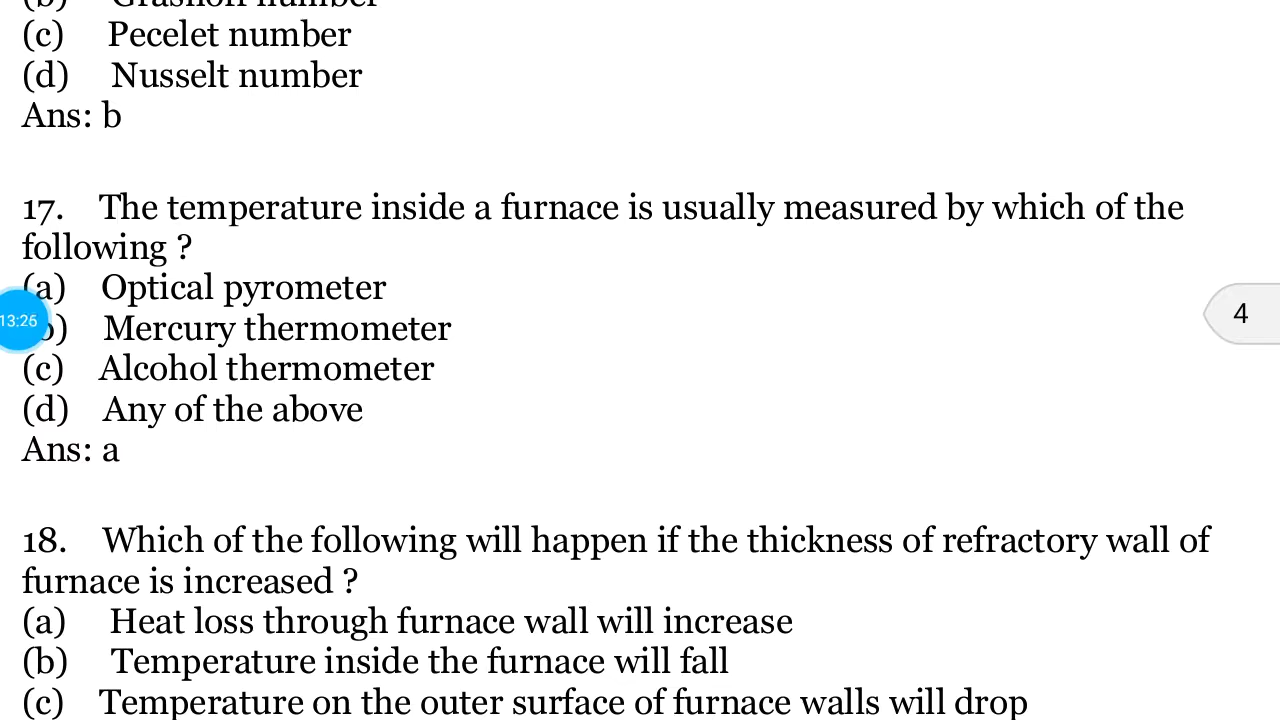 (c) Pecelet number
(d) Nusselt number
Ans: b
17. The temperature inside a furnace is usually measured by which of the
following ?
(a) Optical pyrometer
13:26
) Mercury thermometer
4
(c) Alcohol thermometer
(d) Any of the above
Ans: a
18. Which of the following will happen if the thickness of refractory wall of
furnace is increased ?
(a) Heat loss through furnace wall will increase
(b) Temperature inside the furnace will fall
(c) Temperature on the outer surface of furnace walls will drop